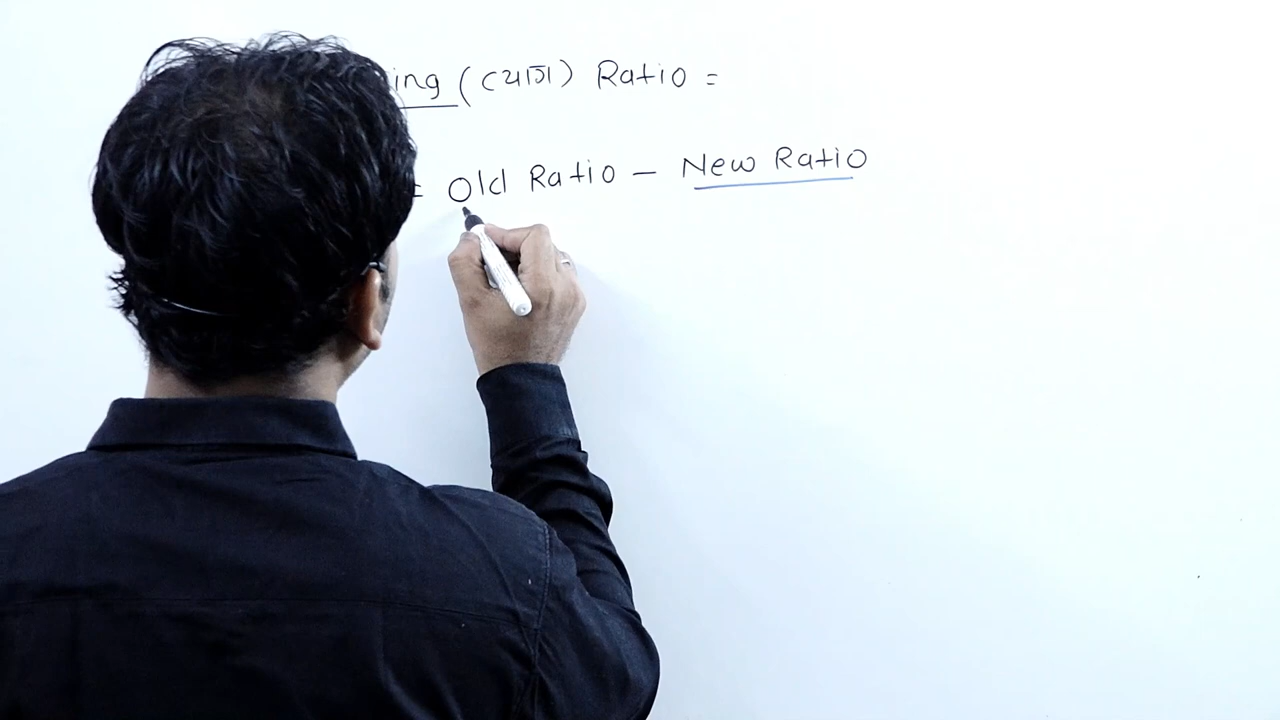 ing (ત્યાગ) Ratio =
= Old Ratio – New Ratio